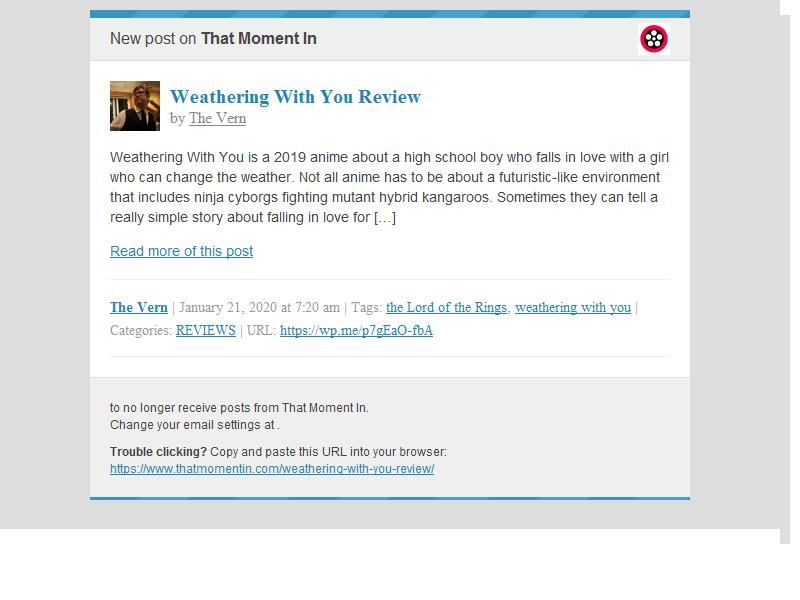 New post on That Moment In
Weathering With You Review
by The Vern
Weathering With You is a 2019 anime about a high school boy who falls in love with a girl
who can change the weather. Not all anime has to be about a futuristic-like environment
that includes ninja cyborgs fighting mutant hybrid kangaroos. Sometimes they can tell a
really simple story about falling in love for […]
Read more of this post
The Vern | January 21, 2020 at 7:20 am | Tags: the Lord of the Rings, weathering with you |
Categories: REVIEWS | URL: https://wp.me/p7gEaO-fbA
to no longer receive posts from That Moment In.
Change your email settings at .
Trouble clicking? Copy and paste this URL into your browser:
https://www.thatmomentin.com/weathering-with-you-review/